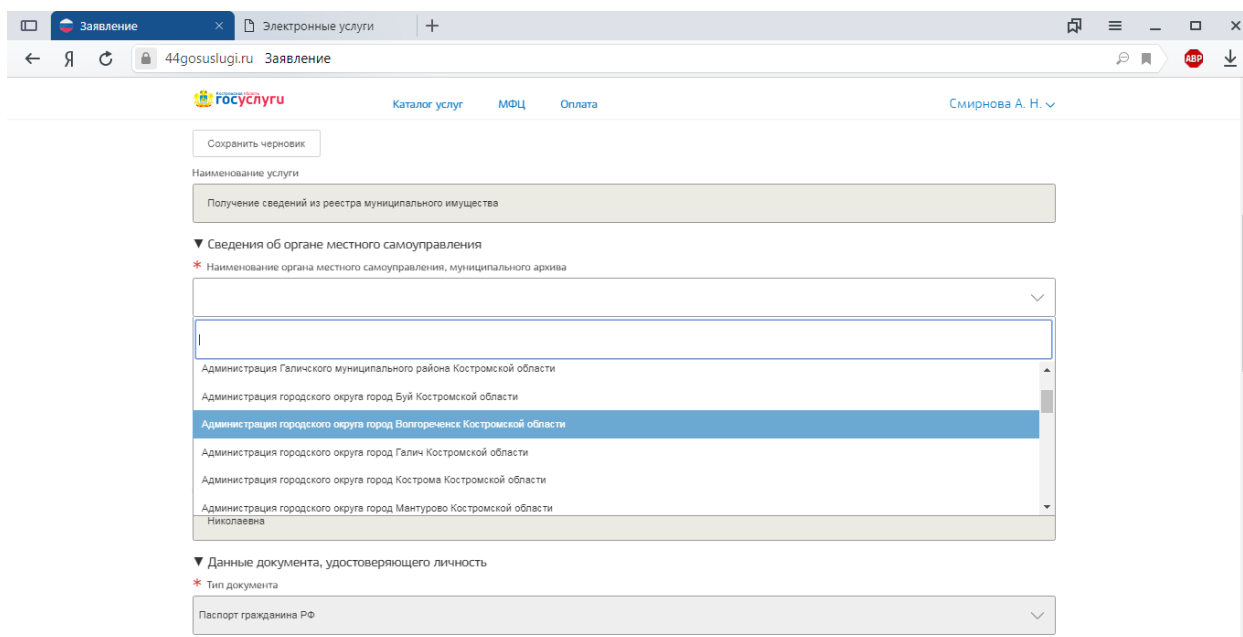 Заявление
Электронные услуги
44gosuslugi.ru Заявление
ABP
Костромская область
госуслуги
Каталог услуг
МФЦ
Оплата
Смирнова А. Н.
Сохранить черновик
Наименование услуги
Получение сведений из реестра муниципального имущества
▼ Сведения об органе местного самоуправления
* Наименование органа местного самоуправления, муниципального архива
Администрация Галичского муниципального района Костромской области
Администрация городского округа город Буй Костромской области
Администрация городского округа город Волгореченск Костромской области
Администрация городского округа город Галич Костромской области
Администрация городского округа город Кострома Костромской области
Администрация городского округа город Мантурово Костромской области
Николаевна
▼ Данные документа, удостоверяющего личность
* Тип документа
Паспорт гражданина РФ